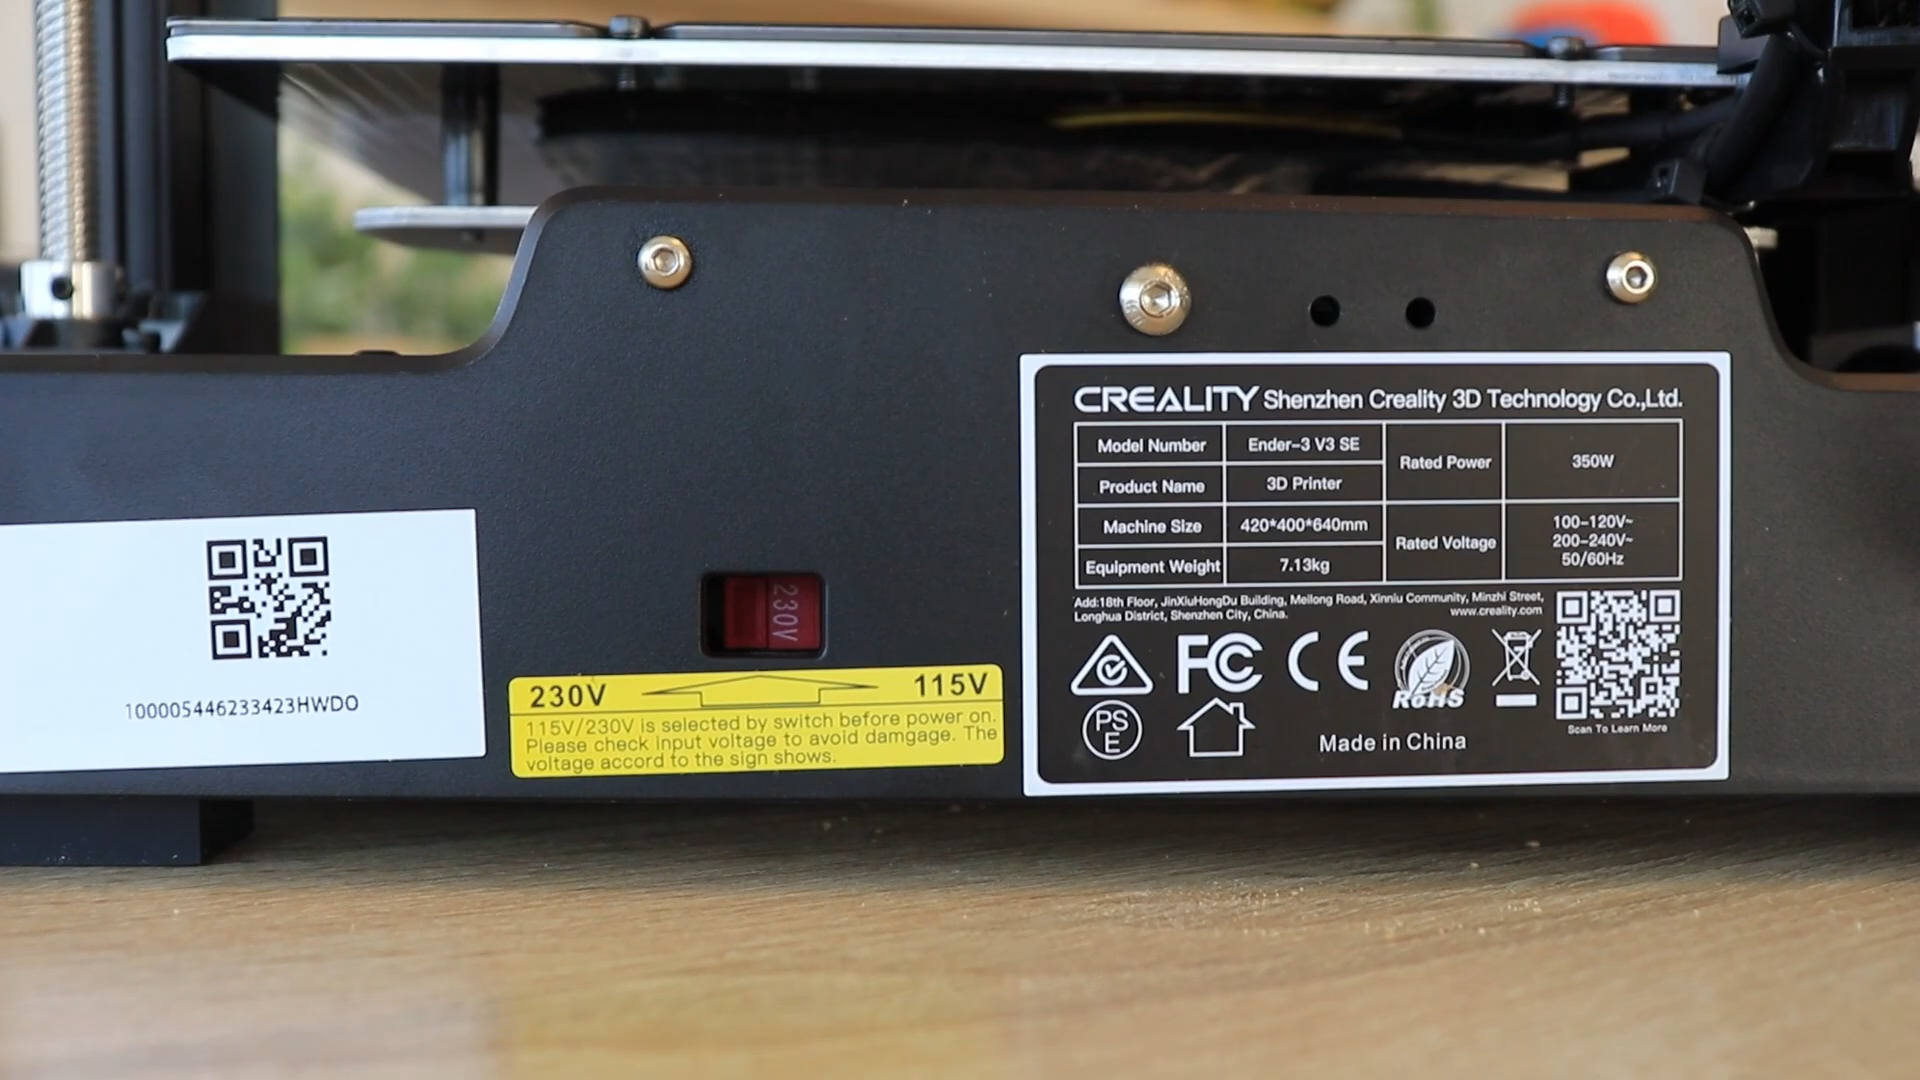 100005446233423HWDO
230V
230V 115V
115V/230V is selected by switch before power on.
Please check input voltage to avoid damgage. The
voltage accord to the sign shows.
CREALITY Shenzhen Creality 3D Technology Co.,Ltd.
Model Number Ender-3 V3 SE
Product Name 3D Printer
Machine Size 420*400*640mm
Equipment Weight 7.13kg
Rated Power 350W
Rated Voltage 100-120V~
200-240V~
50/60Hz
Add:18th Floor, JinXiuHongDu Building, Meilong Road, Xinniu Community, Minzhi Street,
Longhua District, Shenzhen City, China.
www.creality.com
FC CE
RoHS
PS
E
Made in China
Scan To Learn More